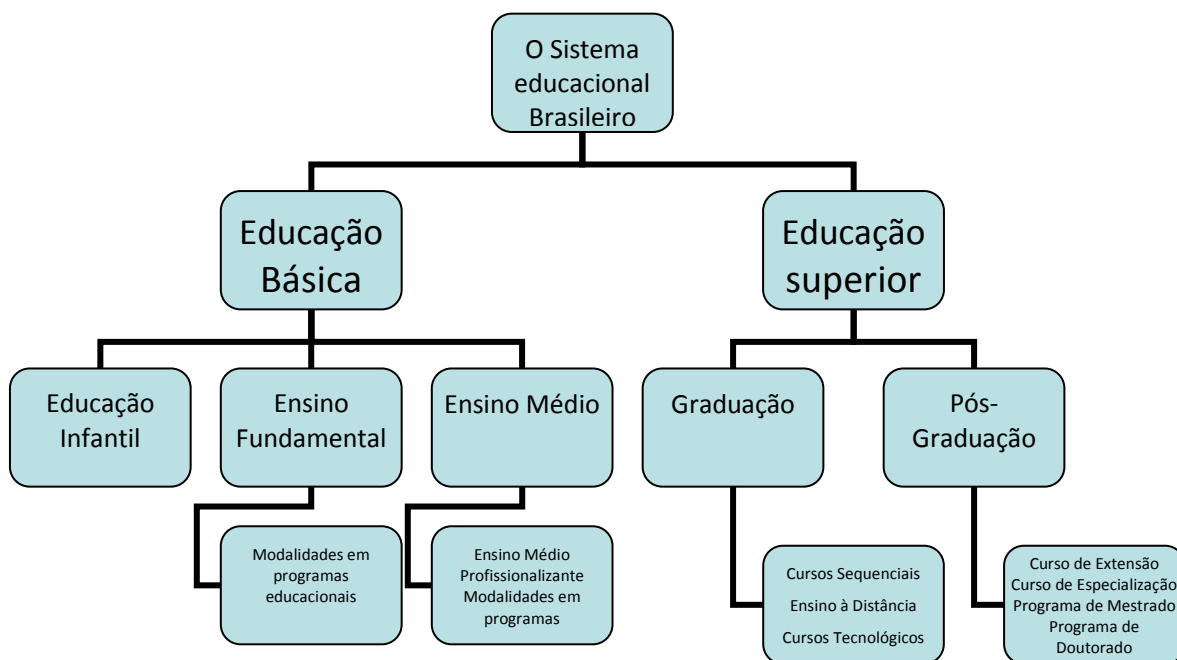 O Sistema
educacional
Brasileiro
Educação
Básica
Educação
superior
Educação
Infantil
Ensino
Fundamental
Ensino Médio
Graduação
Pós-
Graduação
Modalidades em
programas
educacionais
Ensino Médio
Profissionalizante
Modalidades em
programas
Cursos Sequenciais
Ensino à Distância
Cursos Tecnológicos
Curso de Extensão
Curso de Especialização
Programa de Mestrado
Programa de
Doutorado